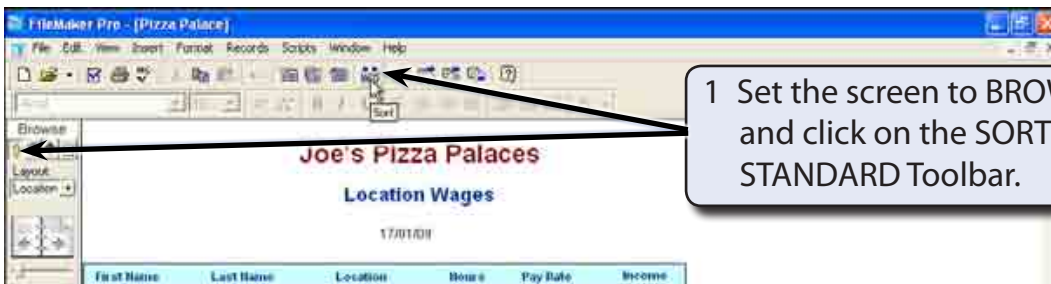 FileMaker Pro - [Pizza Palace]
File Edit View Insert Format Records Scripts Window Help
Sort
1 Set the screen to BROW
and click on the SORT
STANDARD Toolbar.
Browse
Layout:
Location
Joe's Pizza Palaces
Location Wages
17/01/09
First Name Last Name Location Hours Pay Rate Income